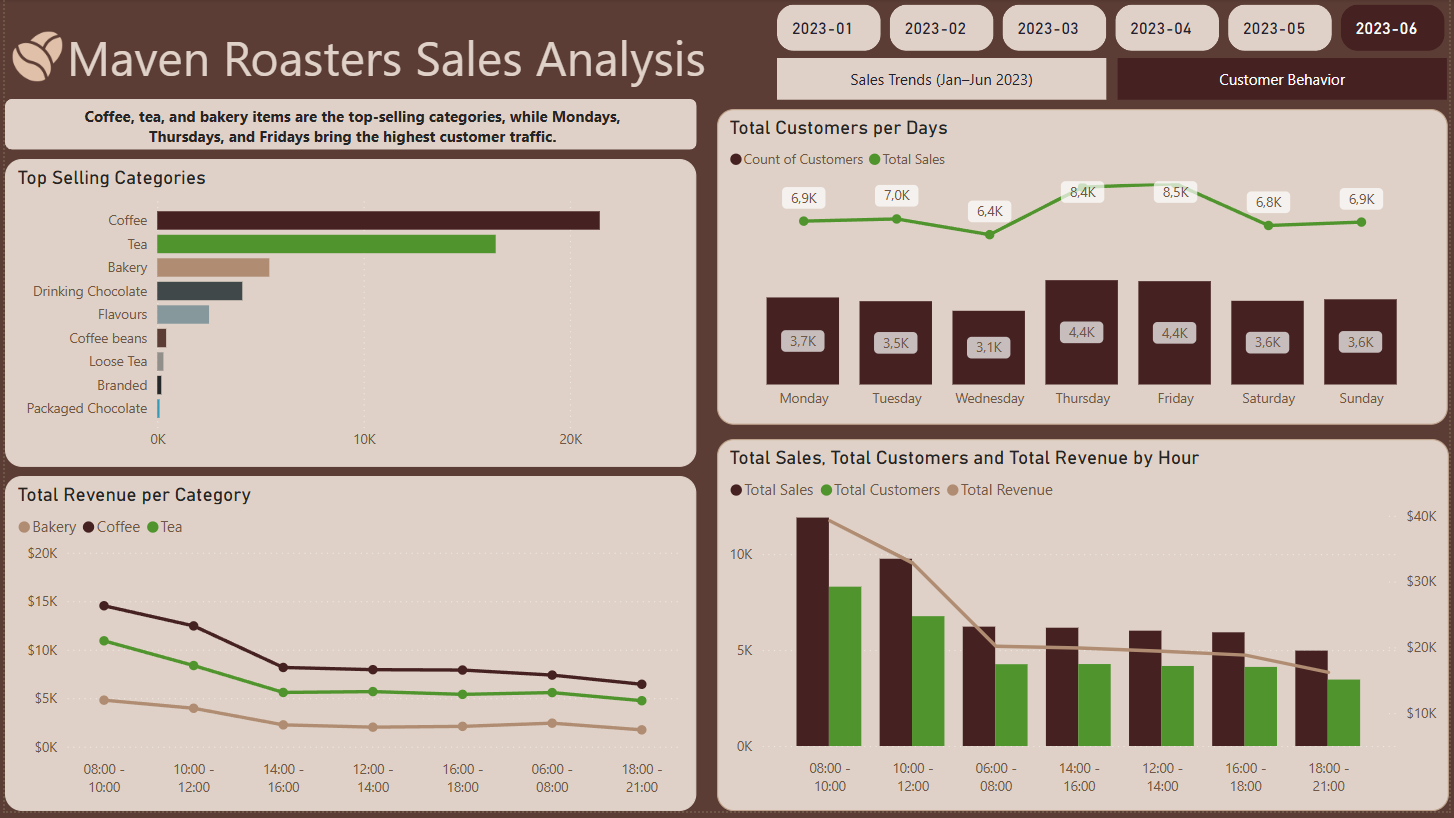 Maven Roasters Sales Analysis
2023-01 2023-02 2023-03 2023-04 2023-05 2023-06
Sales Trends (Jan–Jun 2023) Customer Behavior
Coffee, tea, and bakery items are the top-selling categories, while Mondays,
Thursdays, and Fridays bring the highest customer traffic.
Top Selling Categories
Coffee
Tea
Bakery
Drinking Chocolate
Flavours
Coffee beans
Loose Tea
Branded
Packaged Chocolate
0K 10K 20K
Total Customers per Days
Count of Customers Total Sales
6,9K 7,0K 6,4K 8,4K 8,5K 6,8K 6,9K
3,7K 3,5K 3,1K 4,4K 4,4K 3,6K 3,6K
Monday Tuesday Wednesday Thursday Friday Saturday Sunday
Total Revenue per Category
Bakery Coffee Tea
$20K
$15K
$10K
$5K
$0K
08:00 - 10:00 - 14:00 - 12:00 - 16:00 - 06:00 - 18:00 -
10:00 12:00 16:00 14:00 18:00 08:00 21:00
Total Sales, Total Customers and Total Revenue by Hour
Total Sales Total Customers Total Revenue
10K
5K
0K
$40K
$30K
$20K
$10K
08:00 - 10:00 - 06:00 - 14:00 - 12:00 - 16:00 - 18:00 -
10:00 12:00 08:00 16:00 14:00 18:00 21:00